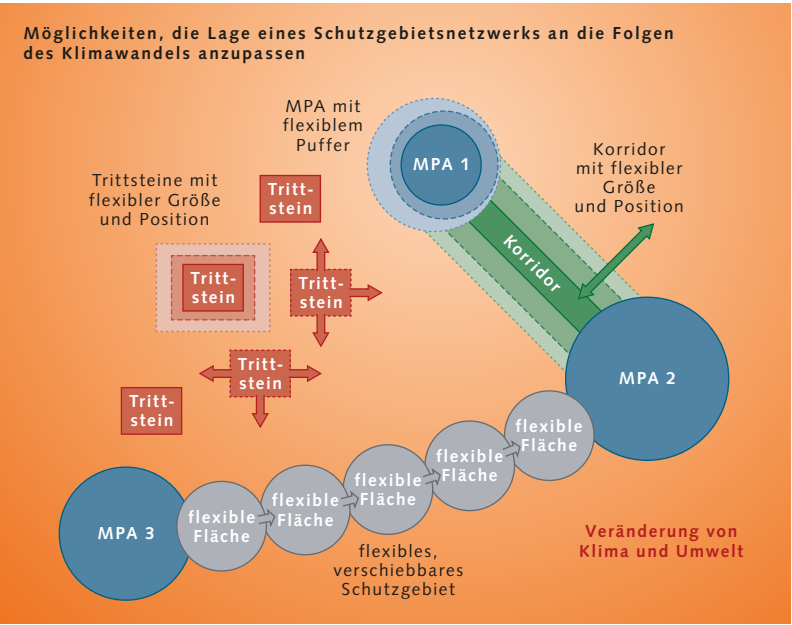 Möglichkeiten, die Lage eines Schutzgebietsnetzwerks an die Folgen
des Klimawandels anzupassen
MPA mit
flexiblem
Puffer
MPA 1
Korridor
mit flexibler
Größe
und Position
Trittsteine mit
flexibler Größe
und Position
Tritt-
stein
Tritt-
stein
Tritt-
stein
Korridor
Tritt-
stein
Tritt-
stein
MPA 2
flexible
Fläche
flexible
Fläche
flexible
Fläche
flexible
Fläche
flexible
Fläche
MPA 3
flexibles,
verschiebbares
Schutzgebiet
Veränderung von
Klima und Umwelt